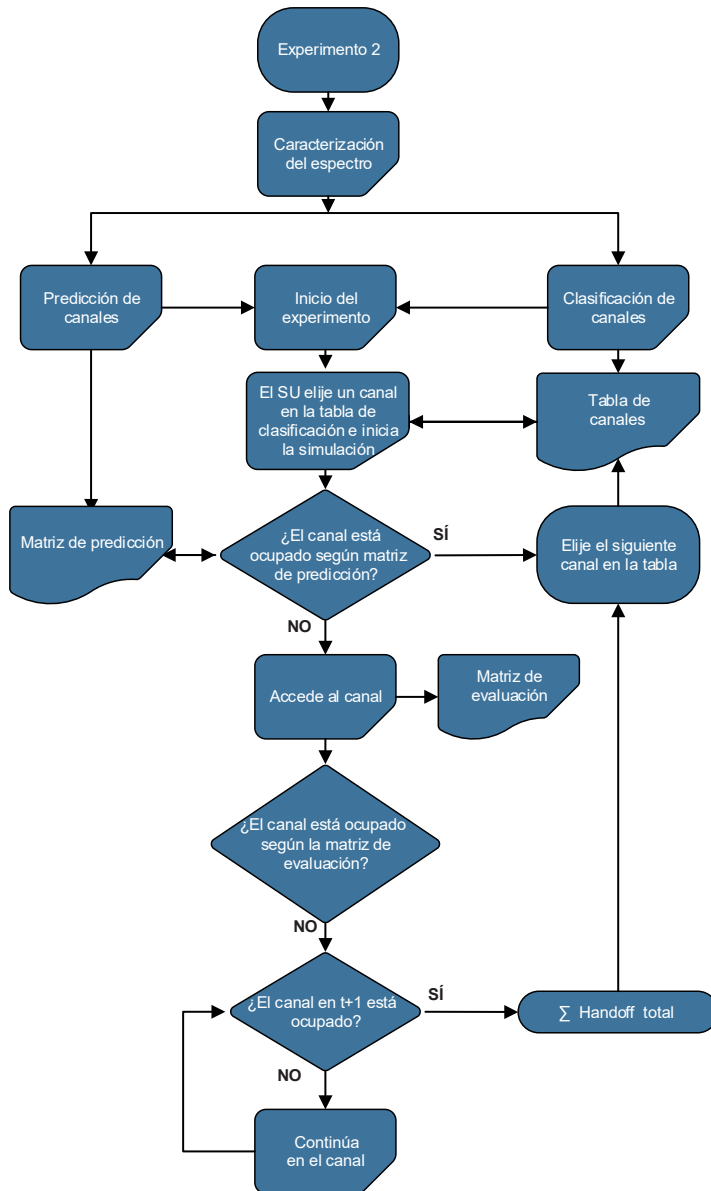 Experimento 2
Caracterización
del espectro
Predicción de
canales
Inicio del
experimento
Clasificación de
canales
El SU elije un canal
en la tabla de
clasificación e inicia
la simulación
Tabla de
canales
Matriz de predicción
¿El canal está
ocupado según matriz
de predicción?
SÍ
Elije el siguiente
canal en la tabla
NO
Accede al canal
Matriz de
evaluación
¿El canal está ocupado
según la matriz de
evaluación?
NO
¿El canal en t+1 está
ocupado?
SÍ
∑ Handoff total
NO
Continúa
en el canal